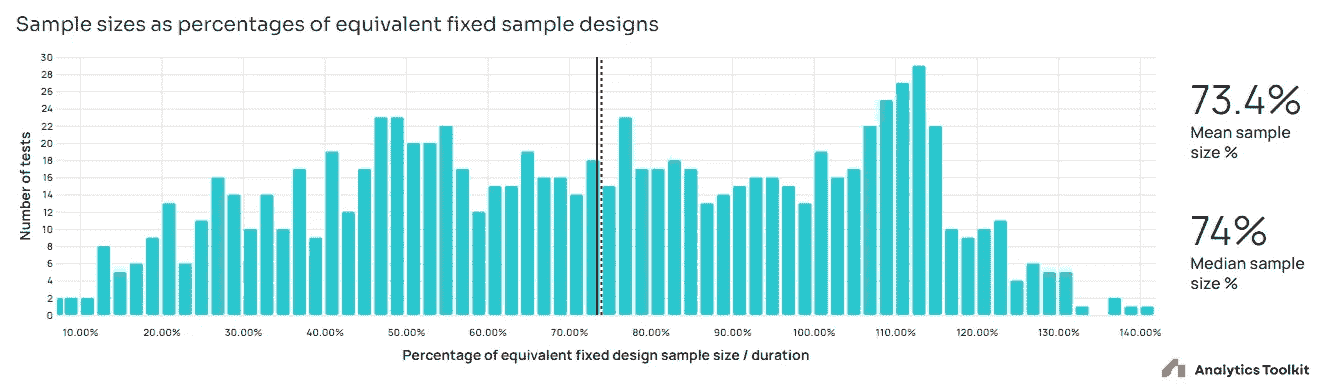 Sample sizes as percentages of equivalent fixed sample designs
30
28
26
24
22
20
18
16
14
12
10
8
6
4
2
0
Number of tests
10.00% 20.00% 30.00% 40.00% 50.00% 60.00% 70.00% 80.00% 90.00% 100.00% 110.00% 120.00% 130.00% 140.00%
Percentage of equivalent fixed design sample size / duration
73.4%
Mean sample
size %
74%
Median sample
size %
Analytics Toolkit